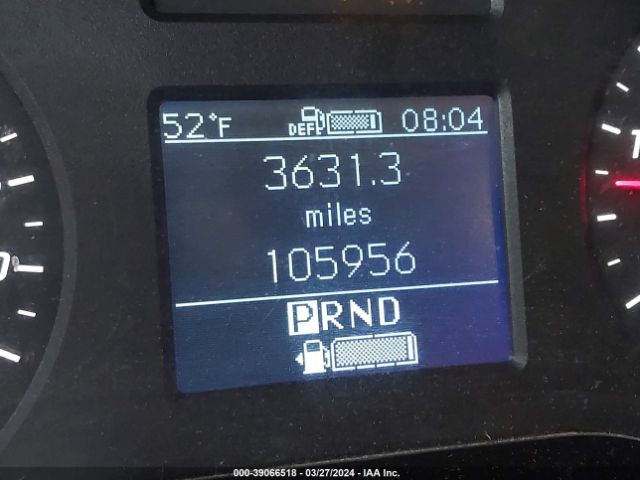 52°F DEF 08:04
3631.3
miles
105956
PRND
000-39066518 - 03/27/2024 - IAA Inc.